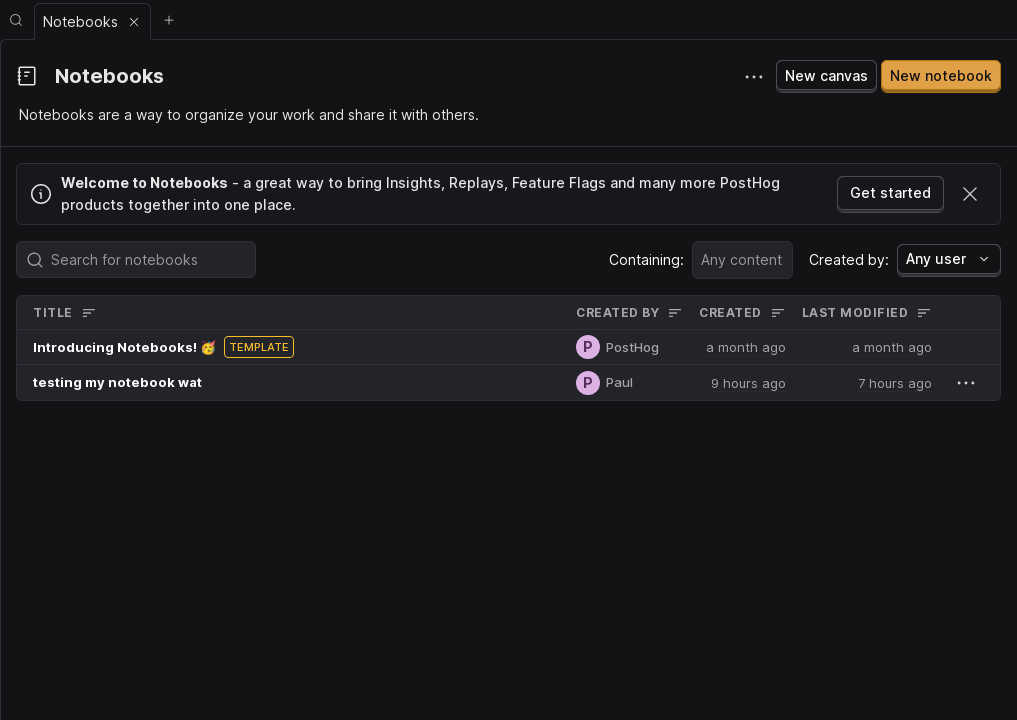 Notebooks
Notebooks
New canvas
New notebook
Notebooks are a way to organize your work and share it with others.
Welcome to Notebooks - a great way to bring Insights, Replays, Feature Flags and many more PostHog
products together into one place.
Get started
Search for notebooks
Containing:
Any content
Created by:
Any user
TITLE
CREATED BY
CREATED
LAST MODIFIED
Introducing Notebooks! 🥳
TEMPLATE
P
PostHog
a month ago
a month ago
testing my notebook wat
P
Paul
9 hours ago
7 hours ago